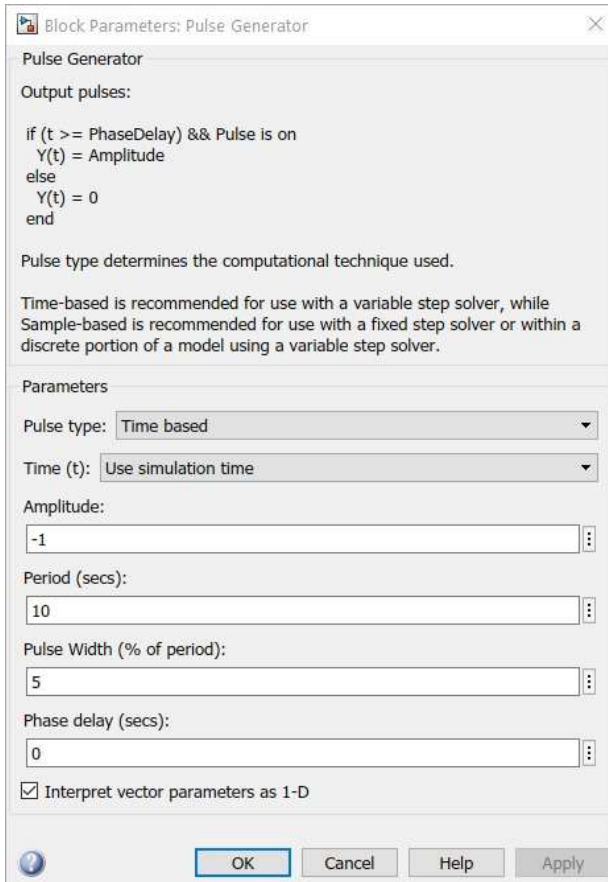 Block Parameters: Pulse Generator
Pulse Generator
Output pulses:
if (t >= PhaseDelay) && Pulse is on
Y(t) = Amplitude
else
Y(t) = 0
end
Pulse type determines the computational technique used.
Time-based is recommended for use with a variable step solver, while
Sample-based is recommended for use with a fixed step solver or within a
discrete portion of a model using a variable step solver.
Parameters
Pulse type: Time based
Time (t): Use simulation time
Amplitude:
-1
Period (secs):
10
Pulse Width (% of period):
5
Phase delay (secs):
0
Interpret vector parameters as 1-D
OK Cancel Help Apply